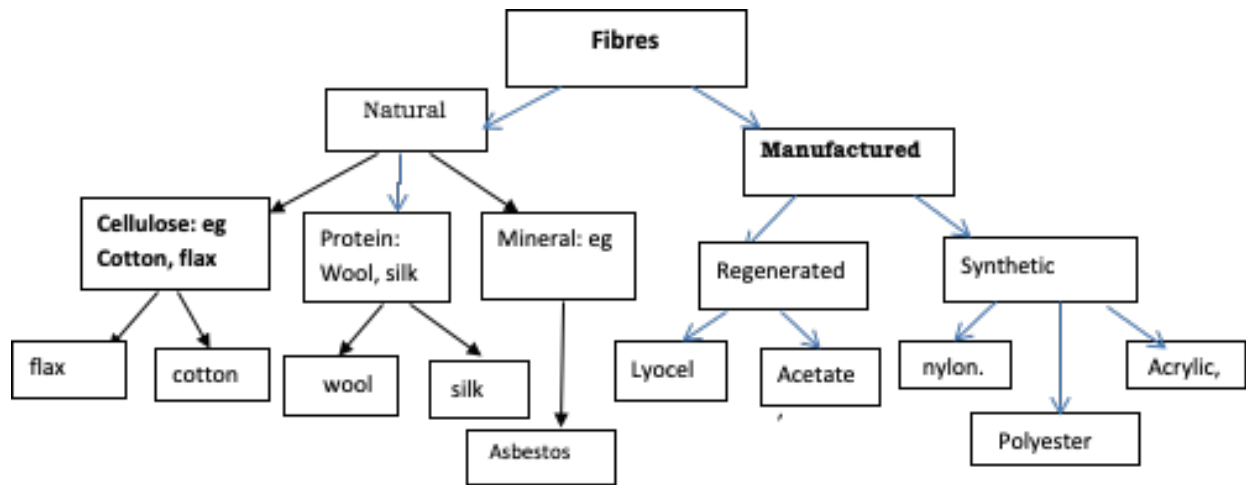 Fibres
Natural
Manufactured
Cellulose: eg
Cotton, flax
Protein:
Wool, silk
Mineral: eg
Regenerated
Synthetic
flax
cotton
wool
silk
Asbestos
Lyocel
Acetate
,
nylon.
Polyester
Acrylic,